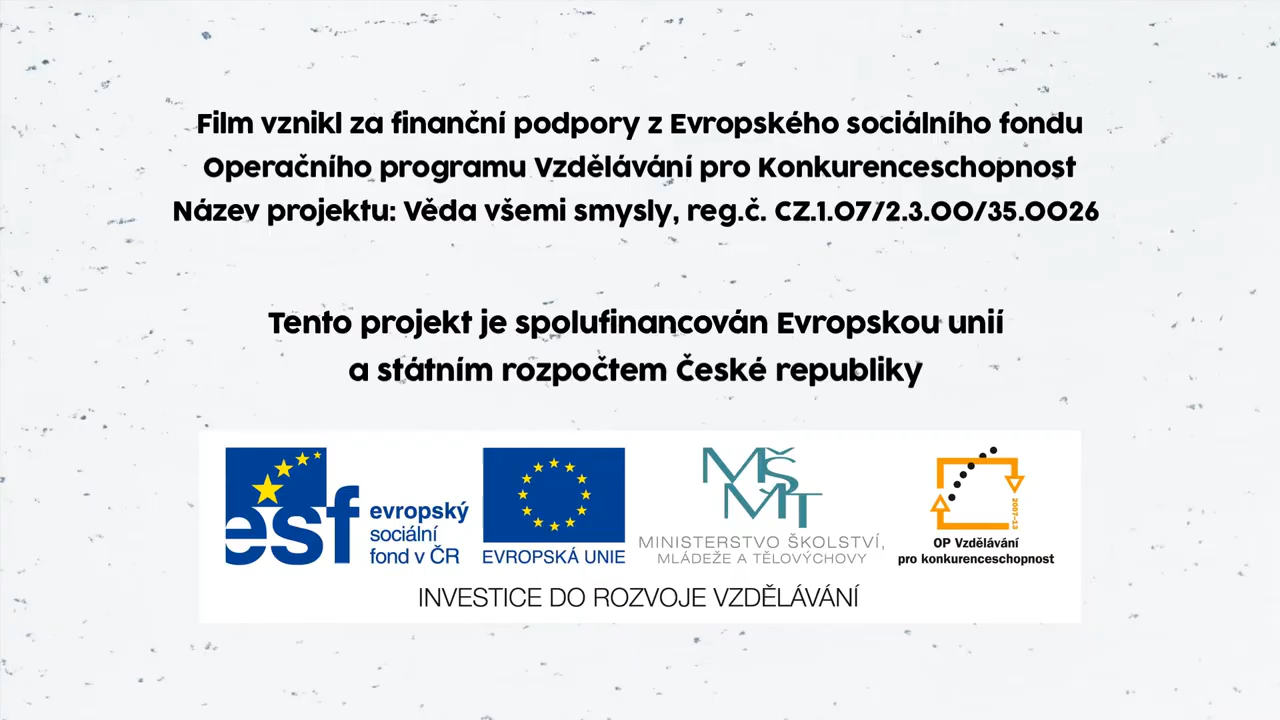 Film vznikl za finanční podpory z Evropského sociálního fondu
Operačního programu Vzdělávání pro Konkurenceschopnost
Název projektu: Věda všemi smysly, reg.č. CZ.1.07/2.3.00/35.0026
Tento projekt je spolufinancován Evropskou unií
a státním rozpočtem České republiky
esf
evropský
sociální
fond v ČR
EVROPSKÁ UNIE
MŠMT
MINISTERSTVO ŠKOLSTVÍ,
MLÁDEŽE A TĚLOVÝCHOVY
2007-13
OP Vzdělávání
pro konkurenceschopnost
INVESTICE DO ROZVOJE VZDĚLÁVÁNÍ